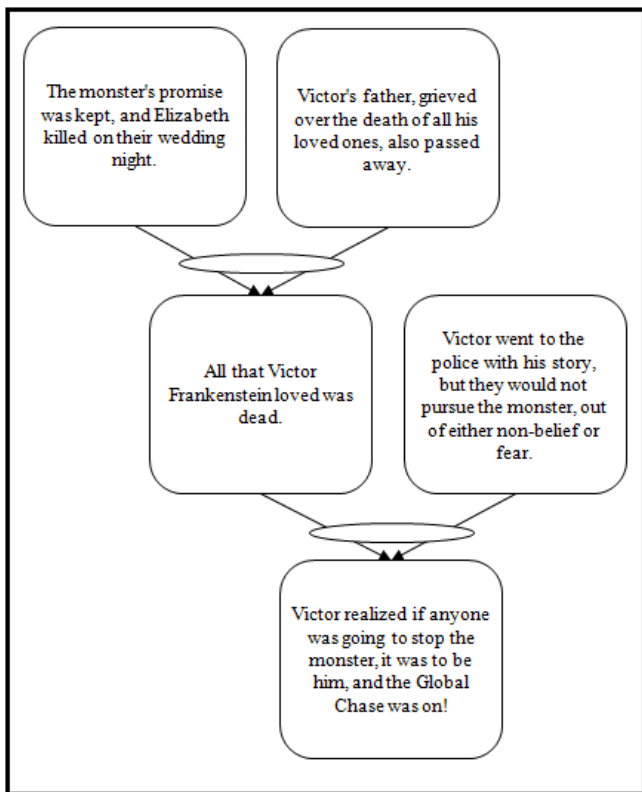 The monster's promise
was kept, and Elizabeth
killed on their wedding
night.
Victor's father, grieved
over the death of all his
loved ones, also passed
away.
All that Victor
Frankenstein loved was
dead.
Victor went to the
police with his story,
but they would not
pursue the monster, out
of either non-belief or
fear.
Victor realized if anyone
was going to stop the
monster, it was to be
him, and the Global
Chase was on!